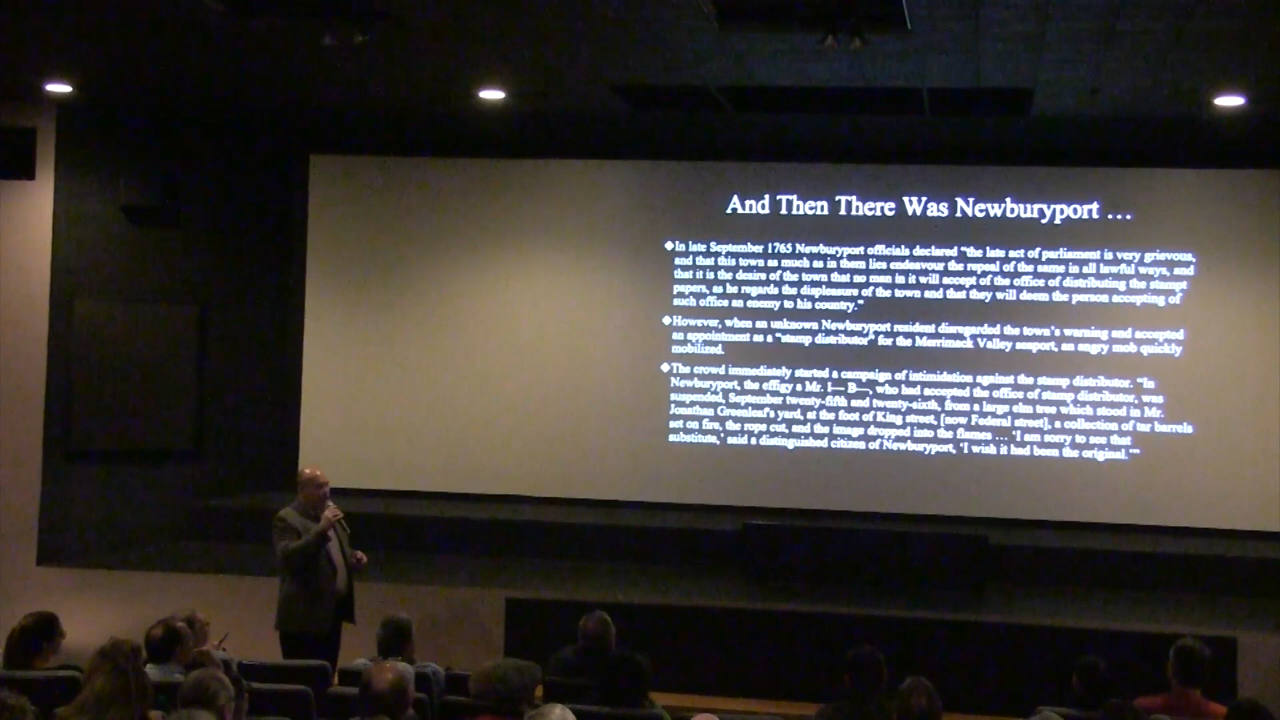 And Then There Was Newburyport ...
◆In late September 1765 Newburyport officials declared “the late act of parliament is very grievous,
and that this town as much as in them lies endeavour the repeal of the same in all lawful ways, and
that it is the desire of the town that no man in it will accept of the office of distributing the stampt
papers, as he regards the displeasure of the town and that they will deem the person accepting of
such office an enemy to his country.”
◆However, when an unknown Newburyport resident disregarded the town’s warning and accepted
an appointment as a “stamp distributor” for the Merrimack Valley seaport, an angry mob quickly
mobilized.
◆The crowd immediately started a campaign of intimidation against the stamp distributor. “In
Newburyport, the effigy a Mr. I— B—, who had accepted the office of stamp distributor, was
suspended, September twenty-fifth and twenty-sixth, from a large elm tree which stood in Mr.
Jonathan Greenleaf's yard, at the foot of King street, [now Federal street], a collection of tar barrels
set on fire, the rope cut, and the image dropped into the flames ... ‘I am sorry to see that
substitute,’ said a distinguished citizen of Newburyport, ‘I wish it had been the original.’”